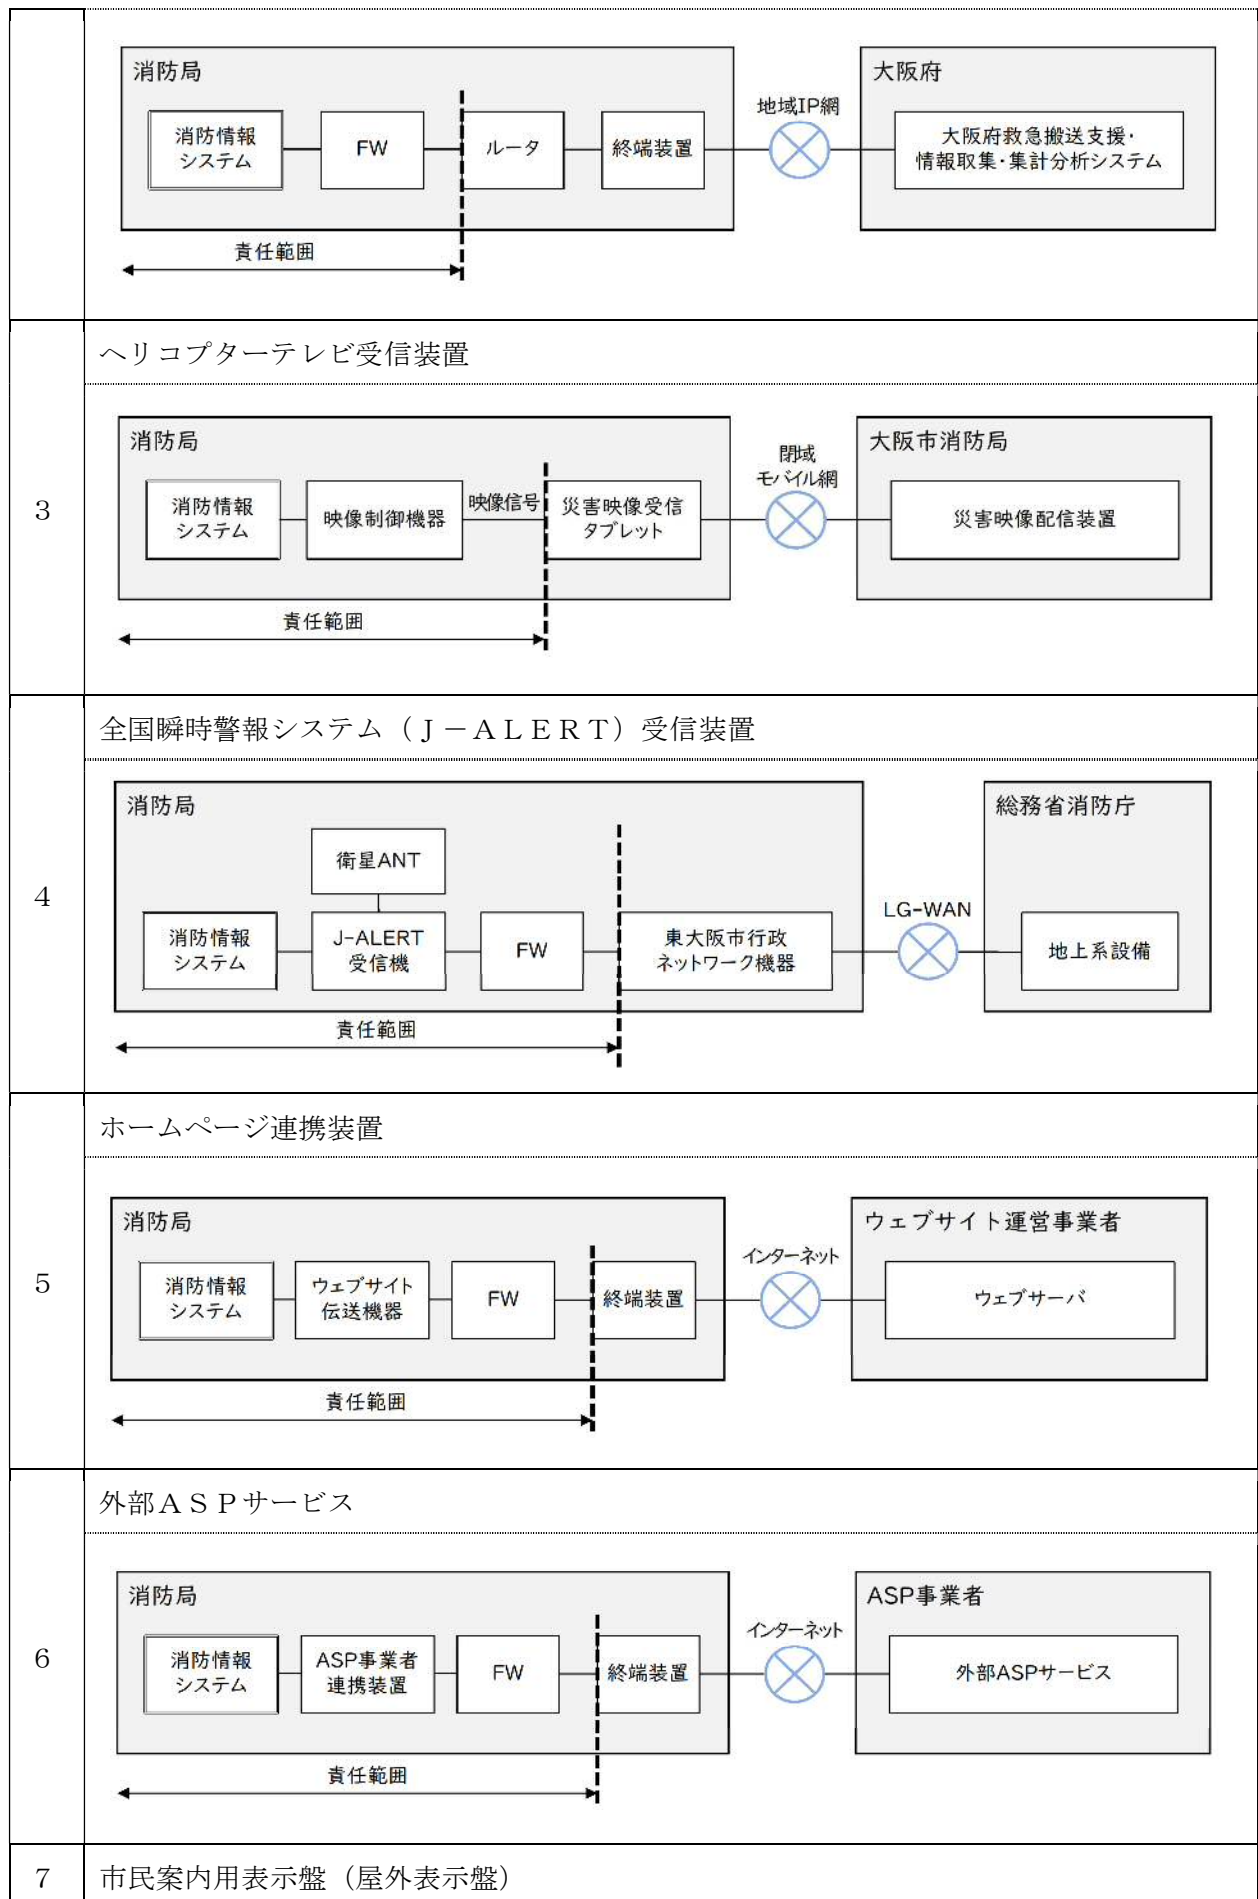 消防局
大阪府
地域IP網
消防情報
システム
FW
ルータ
終端装置
大阪府救急搬送支援・
情報収集・集計分析システム
責任範囲
3
ヘリコプターテレビ受信装置
消防局
大阪市消防局
閉域
モバイル網
消防情報
システム
映像制御機器
映像信号
災害映像受信
タブレット
災害映像配信装置
責任範囲
4
全国瞬時警報システム（Ｊ－ＡＬＥＲＴ）受信装置
消防局
総務省消防庁
衛星ANT
LG-WAN
消防情報
システム
J-ALERT
受信機
FW
東大阪市行政
ネットワーク機器
地上系設備
責任範囲
5
ホームページ連携装置
消防局
ウェブサイト運営事業者
インターネット
消防情報
システム
ウェブサイト
伝送機器
FW
終端装置
ウェブサーバ
責任範囲
6
外部ＡＳＰサービス
消防局
ASP事業者
インターネット
消防情報
システム
ASP事業者
連携装置
FW
終端装置
外部ASPサービス
責任範囲
7
市民案内用表示盤（屋外表示盤）